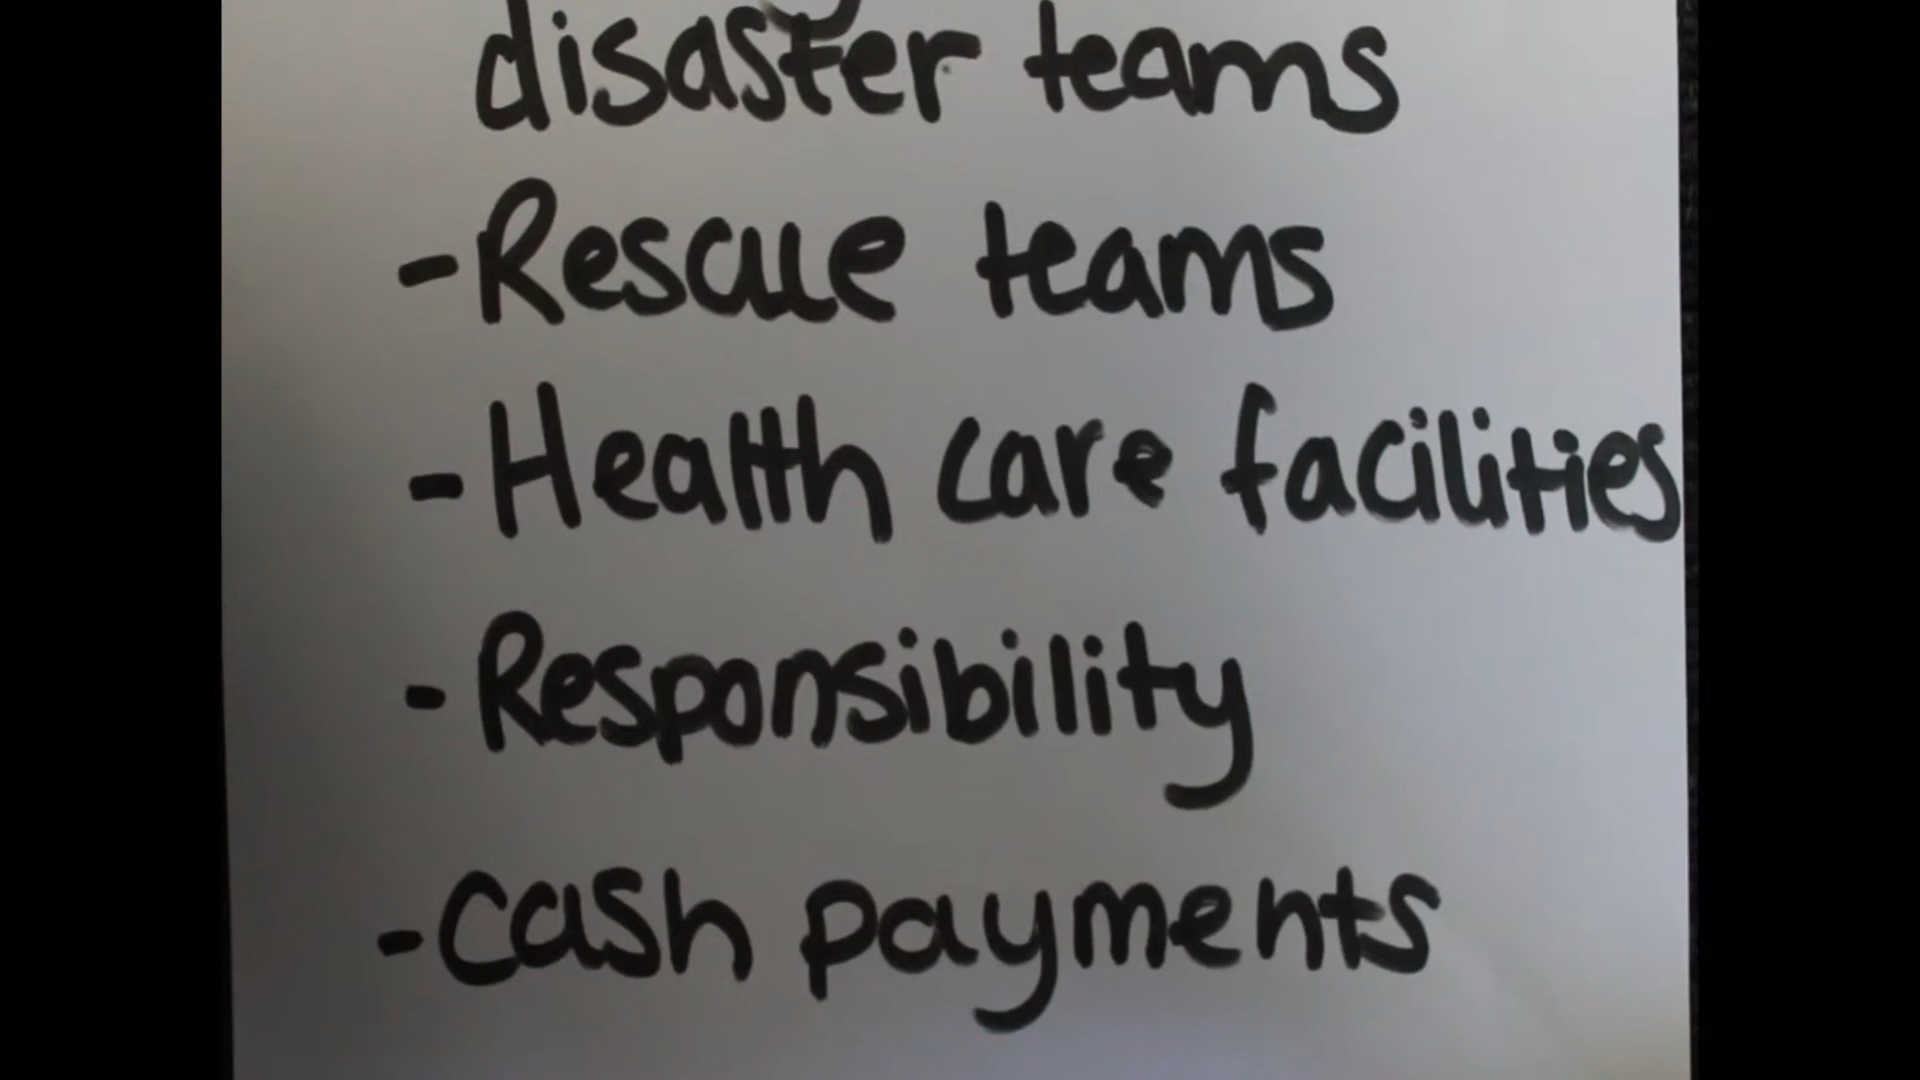 disaster teams
- Rescue teams
- Health care facilities
- Responsibility
- Cash payments